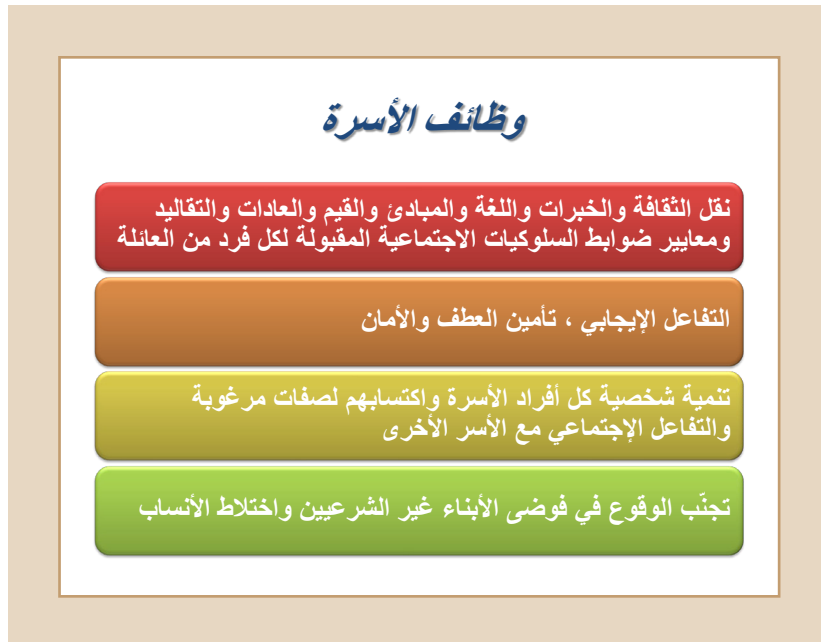 وظائف الأسرة
نقل الثقافة والخبرات واللغة والمبادئ والقيم والعادات والتقاليد
ومعايير ضوابط السلوكيات الاجتماعية المقبولة لكل فرد من العائلة
التفاعل الإيجابي ، تأمين العطف والأمان
تنمية شخصية كل أفراد الأسرة واكتسابهم لصفات مرغوبة
والتفاعل الإجتماعي مع الأسر الأخرى
تجنّب الوقوع في فوضى الأبناء غير الشرعيين واختلاط الأنساب